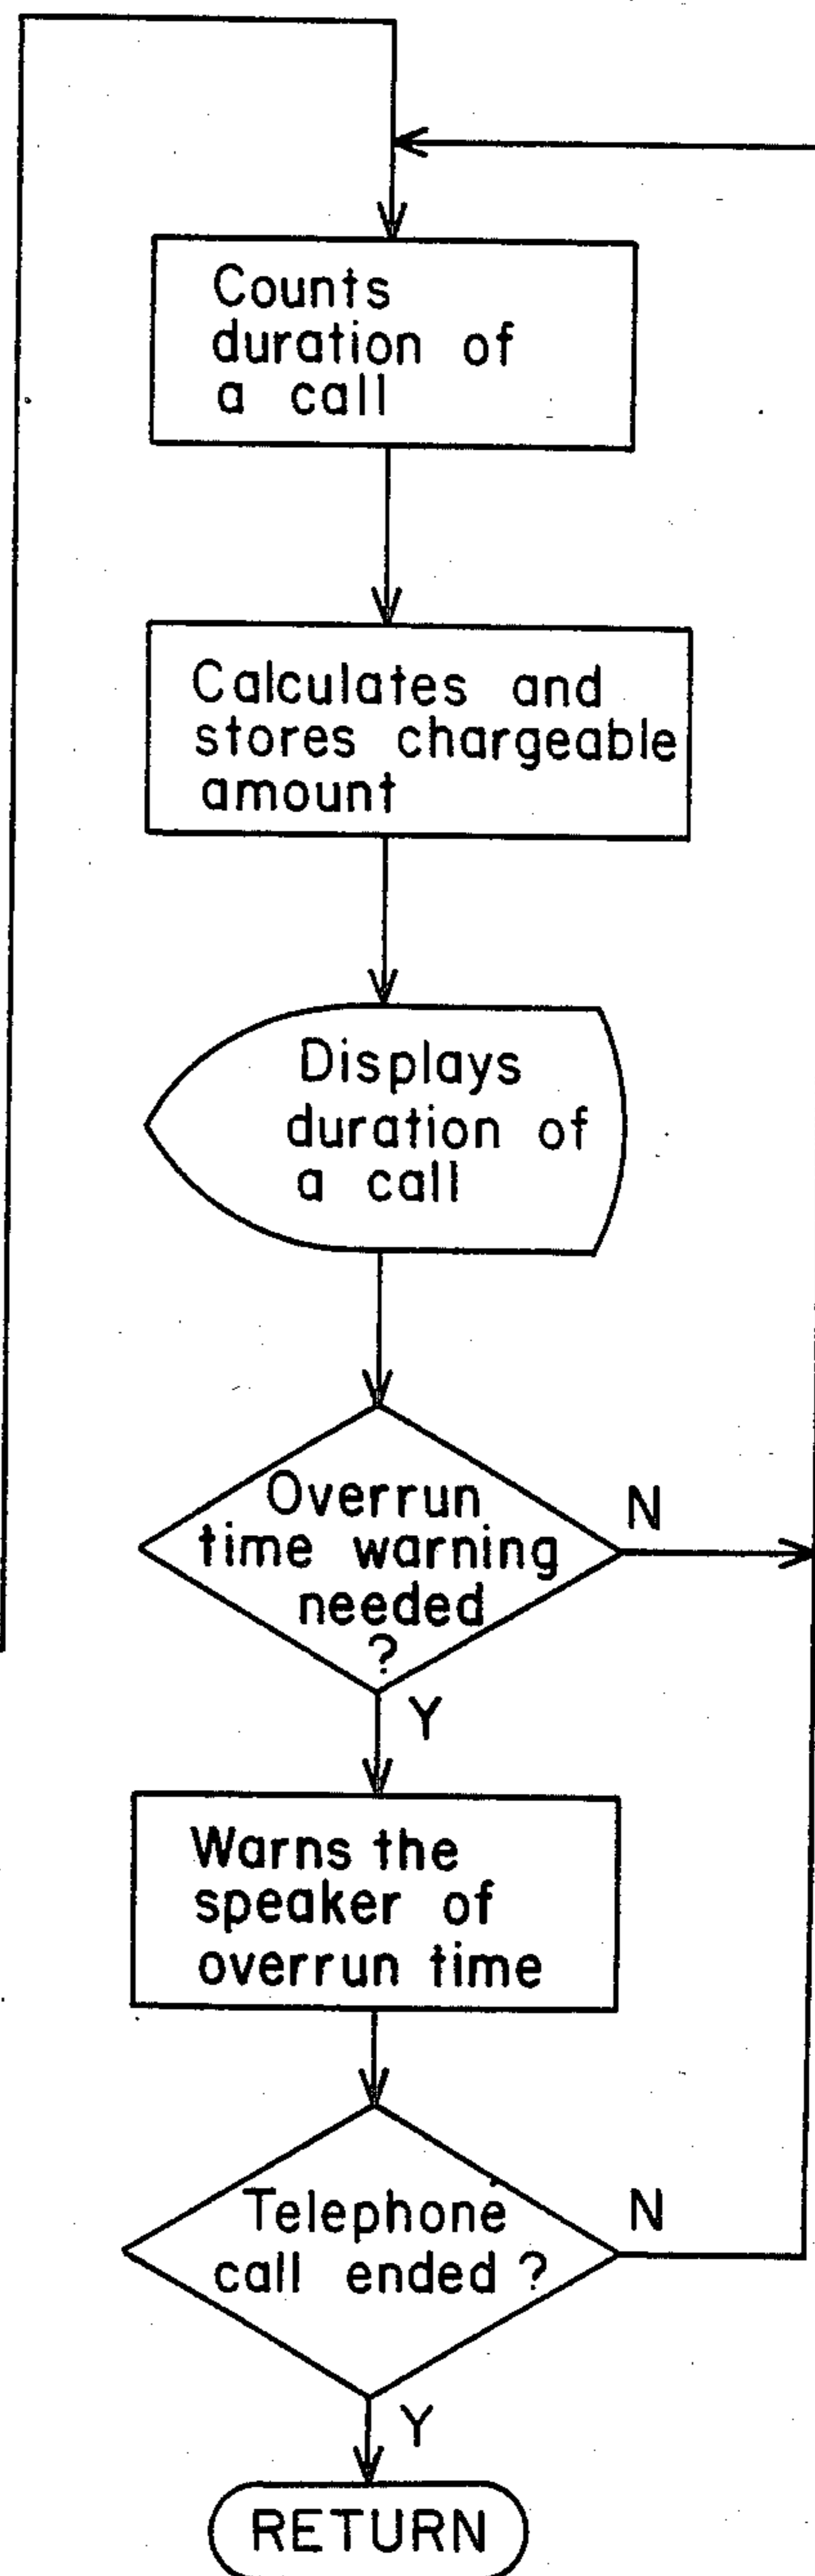 Counts
duration of
a call
Calculates and
stores chargeable
amount
Displays
duration of
a call
Overrun
time warning
needed
?
N
Y
Warns the
speaker of
overrun time
Telephone
call ended ?
N
Y
RETURN